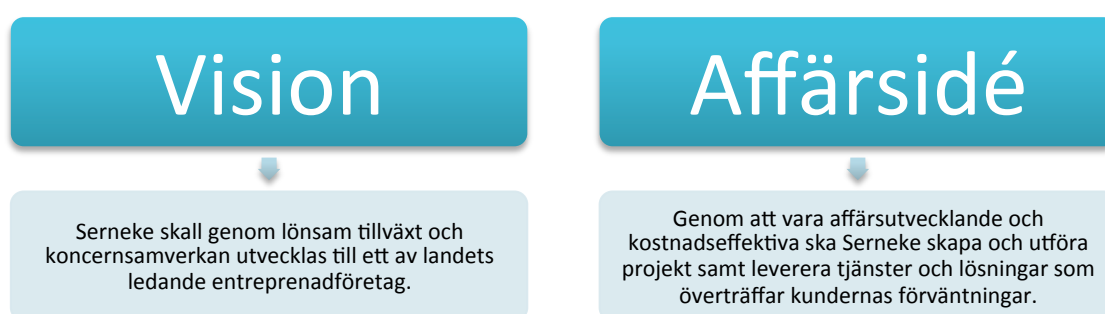 Vision
Serneke skall genom lönsam tillväxt och
koncernsamverkan utvecklas till ett av landets
ledande entreprenadföretag.
Affärsidé
Genom att vara affärsutvecklande och
kostnadseffektiva ska Serneke skapa och utföra
projekt samt leverera tjänster och lösningar som
överträffar kundernas förväntningar.